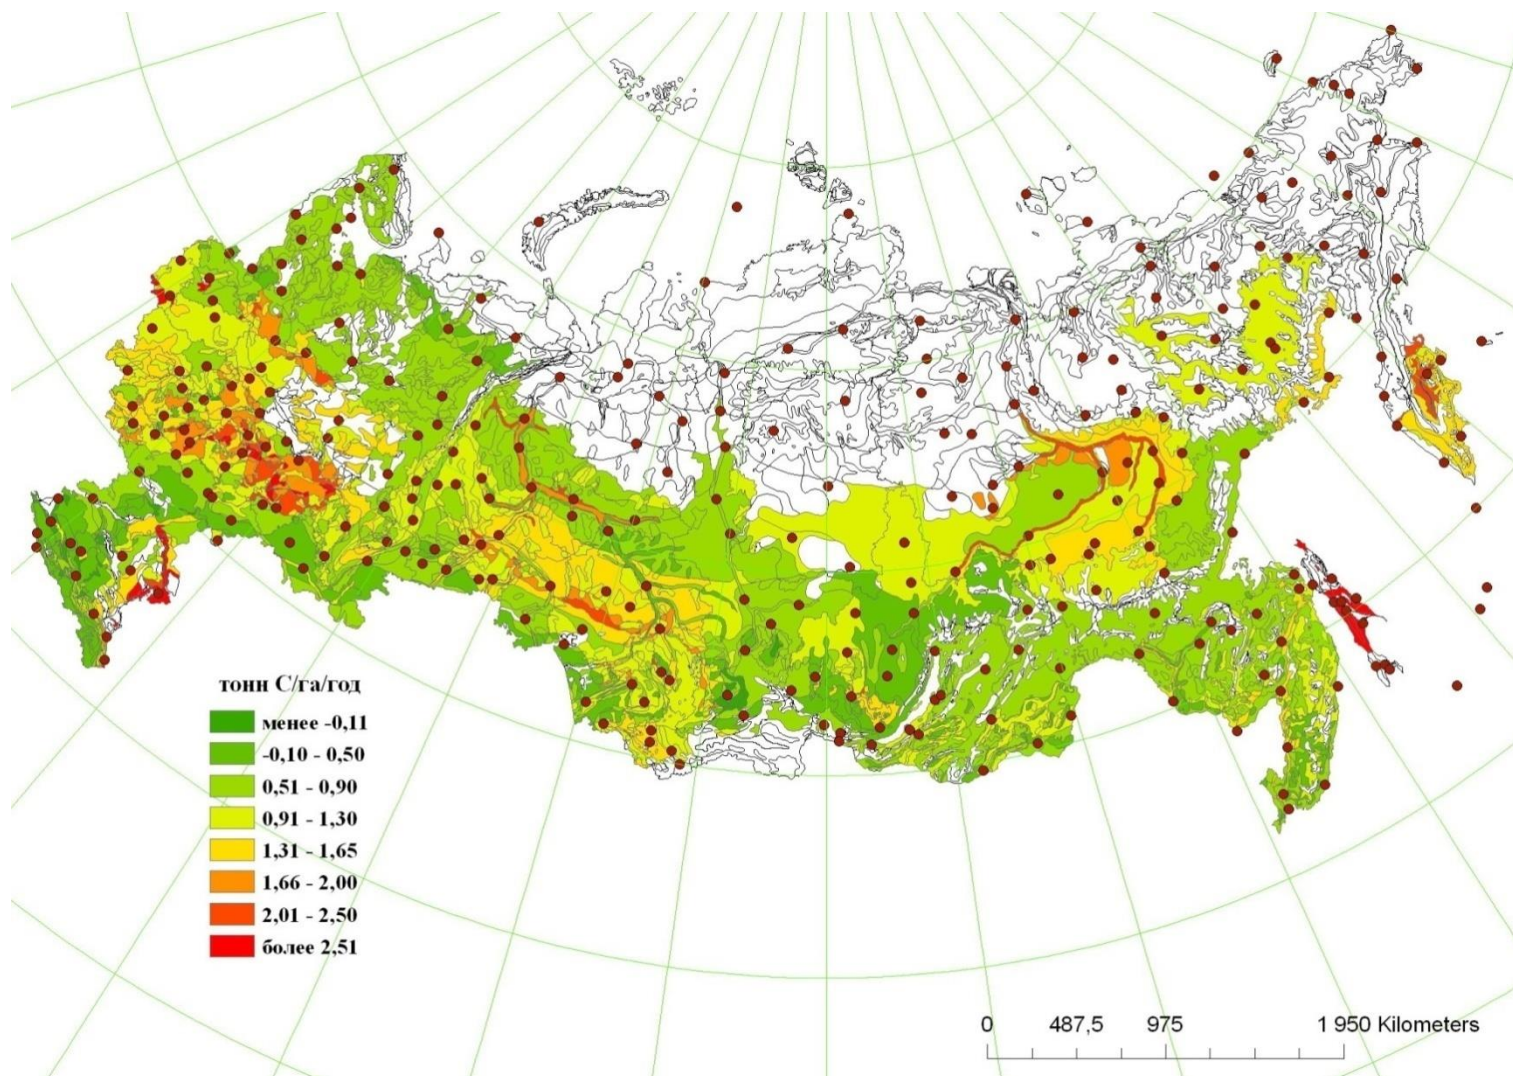 тонн С/га/год
менее -0,11
-0,10 - 0,50
0,51 - 0,90
0,91 - 1,30
1,31 - 1,65
1,66 - 2,00
2,01 - 2,50
более 2,51
0 487,5 975 1 950 Kilometers